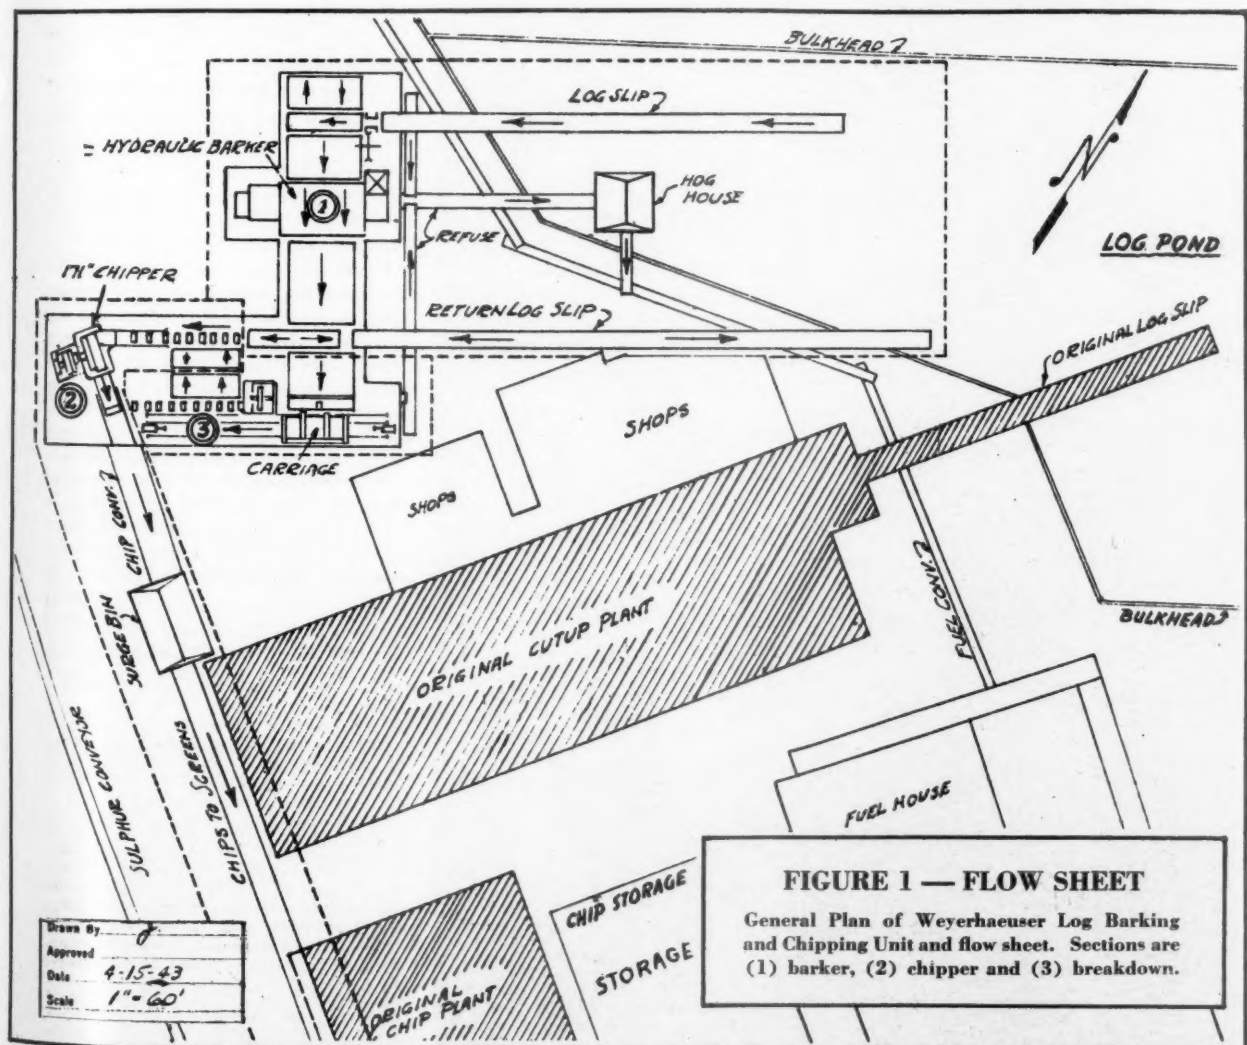 BULKHEAD
LOG SLIP
HYDRAULIC BARKER
1
HOG
HOUSE
REFUSE
LOG POND
171" CHIPPER
RETURN LOG SLIP
ORIGINAL LOG SLIP
2
3
CARRIAGE
SHOPS
SHOPS
CHIP CONV.
SURGE BIN
ORIGINAL CUTUP PLANT
FUEL CONV.
BULKHEAD
SULPHUR CONVEYOR
CHIPS TO SCREENS
FUEL HOUSE
CHIP STORAGE
STORAGE
ORIGINAL
CHIP PLANT
Drawn By
Approved
Date 4-15-43
Scale 1"=60'
FIGURE 1 — FLOW SHEET
General Plan of Weyerhaeuser Log Barking
and Chipping Unit and flow sheet. Sections are
(1) barker, (2) chipper and (3) breakdown.